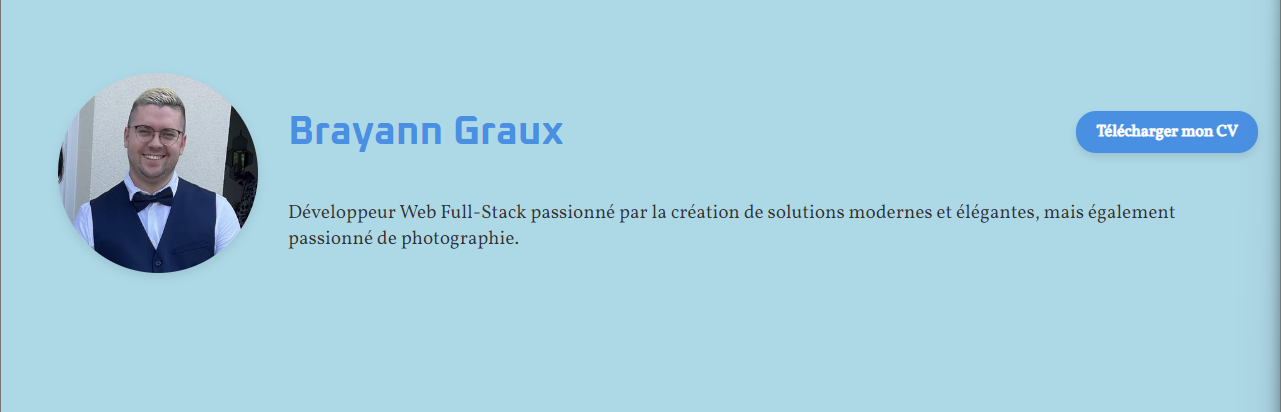 Brayann Graux
Télécharger mon CV
Développeur Web Full-Stack passionné par la création de solutions modernes et élégantes, mais également
passionné de photographie.